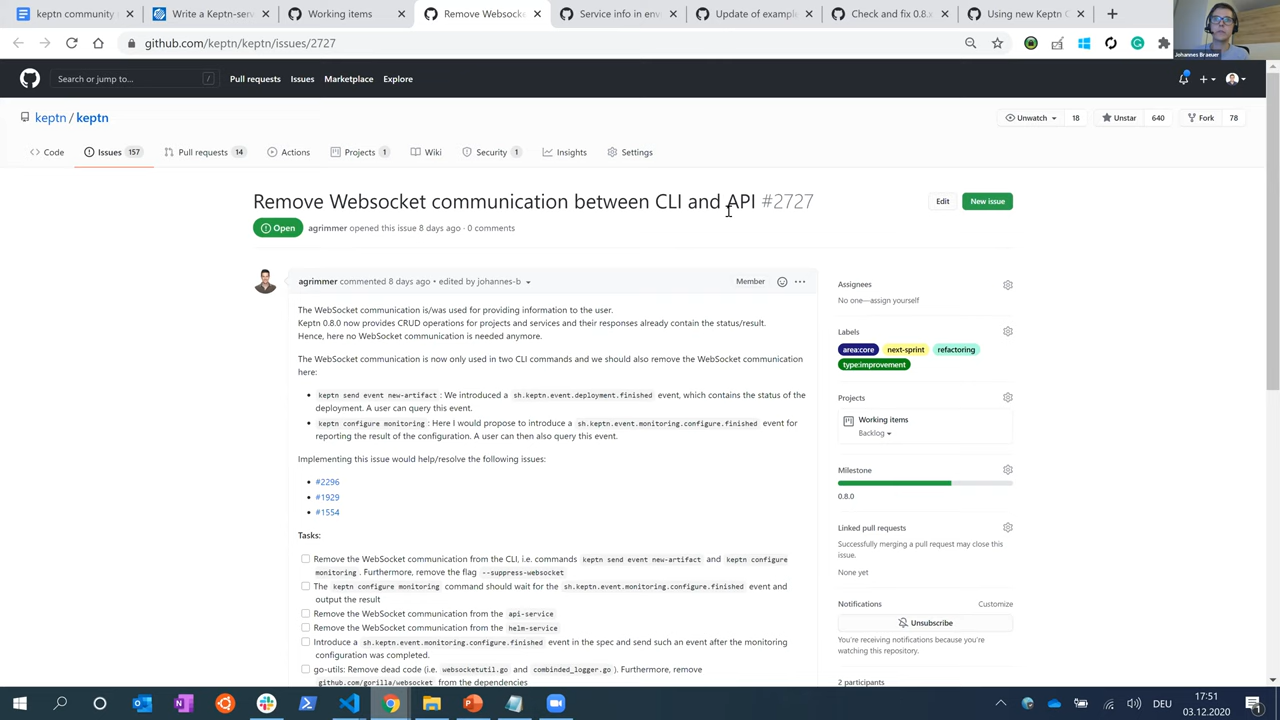 Keptn community s
Write a Keptn-serv
Working items
Remove Websocke
Service info in env
Update of example
Check and fix 0.8.x
Using new Keptn C
github.com/keptn/keptn/issues/2727
Johannes Braeuer
Search or jump to...
/
Pull requests
Issues
Marketplace
Explore
keptn / keptn
Unwatch
18
Unstar
640
Fork
78
Code
Issues 157
Pull requests 14
Actions
Projects 1
Wiki
Security 1
Insights
Settings
Remove Websocket communication between CLI and API #2727
Edit
New issue
Open
agrimmer opened this issue 8 days ago · 0 comments
agrimmer commented 8 days ago • edited by johannes-b
Member
The WebSocket communication is/was used for providing information to the user.
Keptn 0.8.0 now provides CRUD operations for projects and services and their responses already contain the status/result.
Hence, here no WebSocket communication is needed anymore.
The WebSocket communication is now only used in two CLI commands and we should also remove the WebSocket communication
here:
• keptn send event new-artifact : We introduced a sh.keptn.event.deployment.finished event, which contains the status of the
deployment. A user can query this event.
• keptn configure monitoring : Here I would propose to introduce a sh.keptn.event.monitoring.configure.finished event for
reporting the result of the configuration. A user can then also query this event.
Implementing this issue would help/resolve the following issues:
• #2296
• #1929
• #1554
Tasks:
Remove the WebSocket communication from the CLI, i.e. commands keptn send event new-artifact and keptn configure
monitoring . Furthermore, remove the flag --suppress-websocket
The keptn configure monitoring command should wait for the sh.keptn.event.monitoring.configure.finished event and
output the result
Remove the WebSocket communication from the api-service
Remove the WebSocket communication from the helm-service
Introduce a sh.keptn.event.monitoring.configure.finished event in the spec and send such an event after the monitoring
configuration was completed.
go-utils: Remove dead code (i.e. websocketutil.go and combinded_logger.go ). Furthermore, remove
github.com/gorilla/websocket from the dependencies
Assignees
No one—assign yourself
Labels
area:core
next-sprint
refactoring
type:improvement
Projects
Working items
Backlog
Milestone
0.8.0
Linked pull requests
Successfully merging a pull request may close this
issue.
None yet
Notifications
Customize
Unsubscribe
You're receiving notifications because you're
watching this repository.
2 participants
DEU
17:51
03.12.2020
1